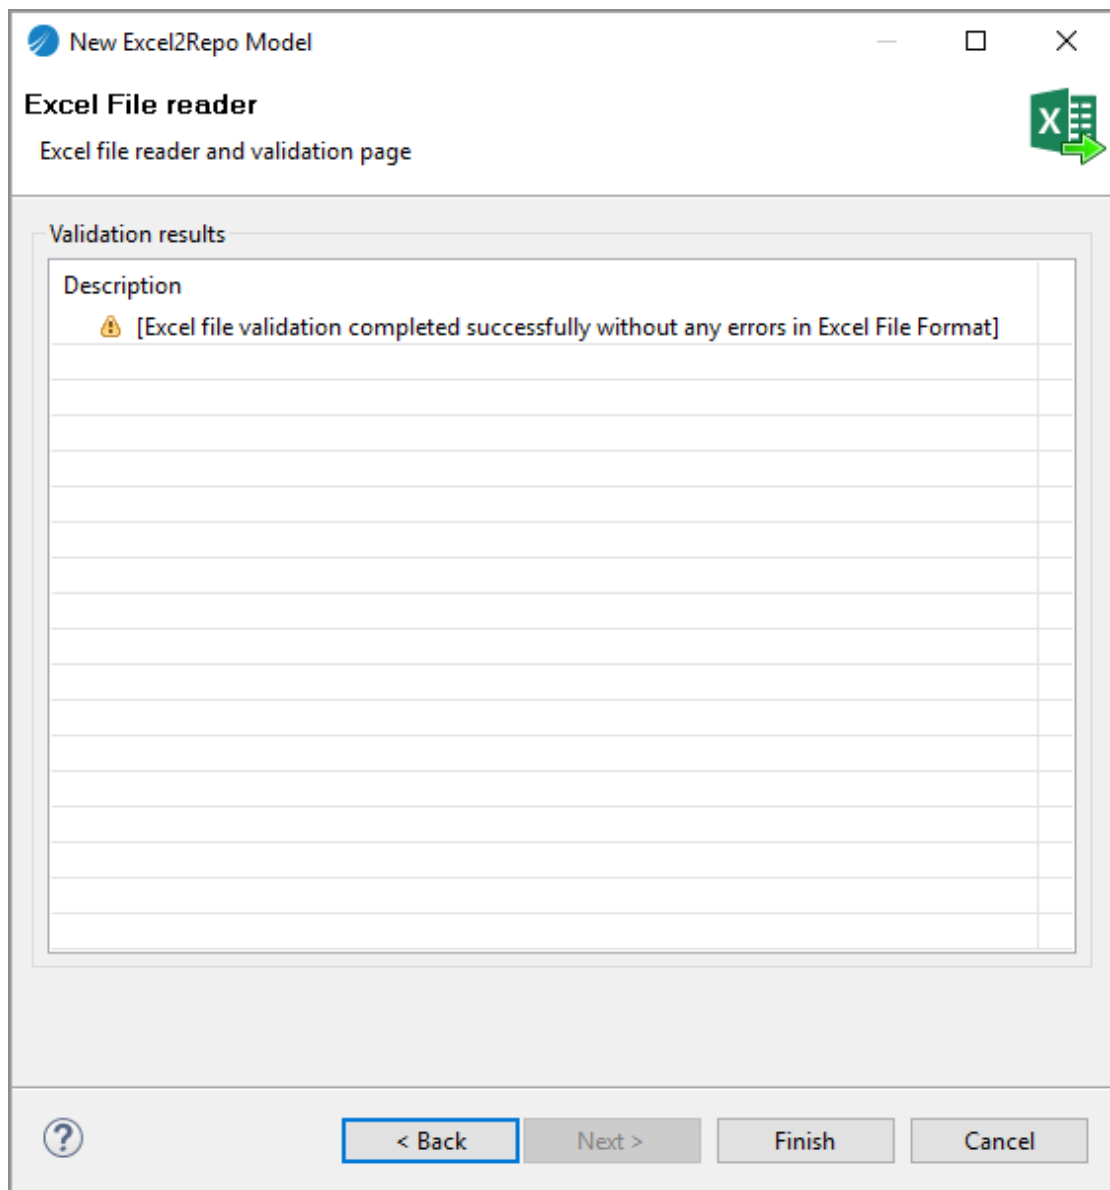 New Excel2Repo Model
Excel File reader
Excel file reader and validation page
Validation results
Description
[Excel file validation completed successfully without any errors in Excel File Format]
< Back
Next >
Finish
Cancel